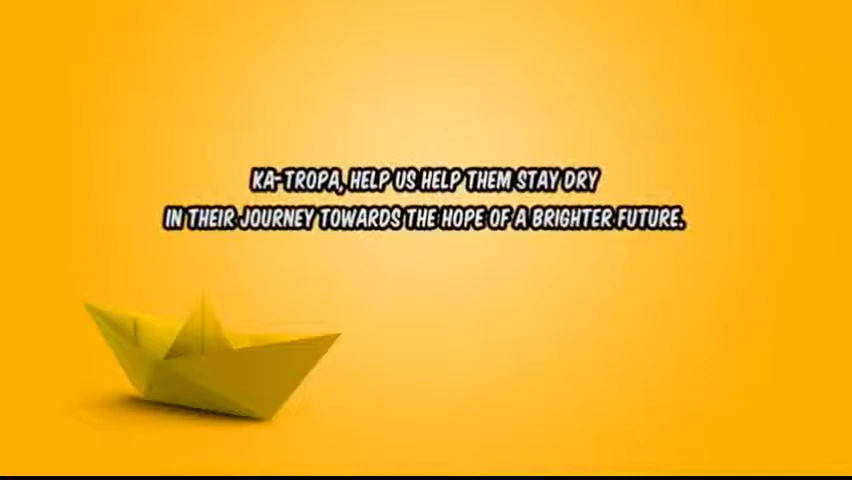 KA-TROPA, HELP US HELP THEM STAY DRY
IN THEIR JOURNEY TOWARDS THE HOPE OF A BRIGHTER FUTURE.